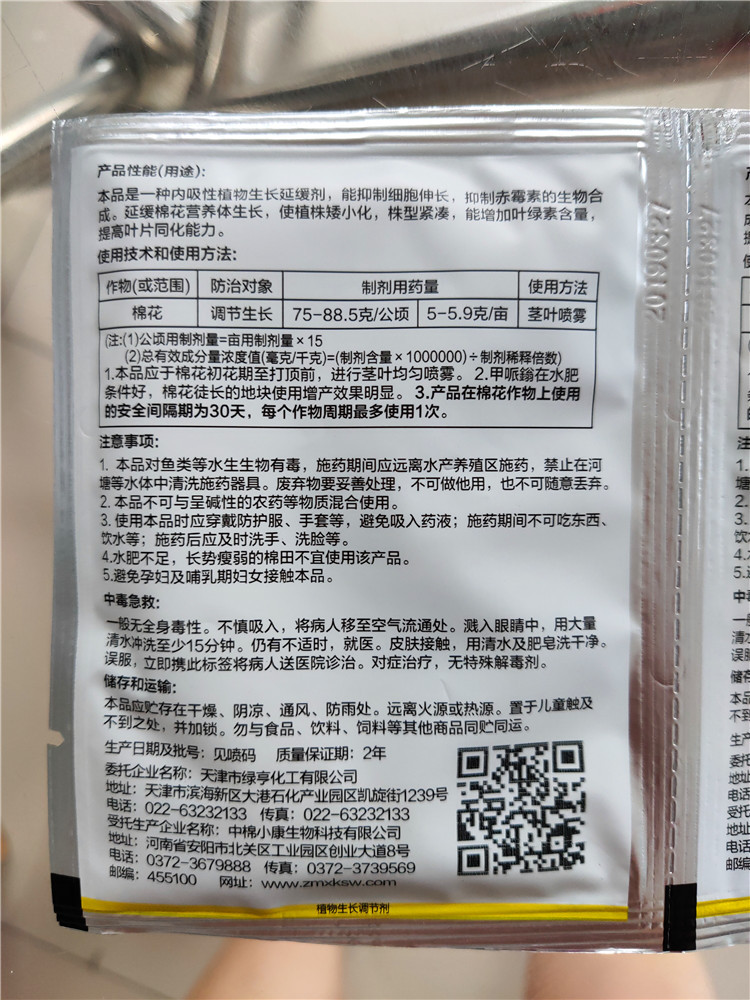 产品性能(用途):
本品是一种内吸性植物生长延缓剂，能抑制细胞伸长，抑制赤霉素的生物合
成。延缓棉花营养体生长，使植株矮小化，株型紧凑，能增加叶绿素含量，
提高叶片同化能力。
使用技术和使用方法:
作物(或范围) 防治对象 制剂用药量 使用方法
棉花 调节生长 75-88.5克/公顷 5-5.9克/亩 茎叶喷雾
(注:(1)公顷用制剂量=亩用制剂量×15
(2)总有效成分量浓度值(毫克/千克)=(制剂含量×1000000)÷制剂稀释倍数)
1.本品应于棉花初花期至打顶前，进行茎叶均匀喷雾。2.甲哌鎓在水肥
条件好，棉花徒长的地块使用增产效果明显。3.产品在棉花作物上使用
的安全间隔期为30天，每个作物周期最多使用1次。
注意事项:
1. 本品对鱼类等水生生物有毒，施药期间应远离水产养殖区施药，禁止在河
塘等水体中清洗施药器具。废弃物要妥善处理，不可做他用，也不可随意丢弃。
2. 本品不可与呈碱性的农药等物质混合使用。
3. 使用本品时应穿戴防护服、手套等，避免吸入药液；施药期间不可吃东西、
饮水等；施药后应及时洗手、洗脸等。
4.水肥不足，长势瘦弱的棉田不宜使用该产品。
5.避免孕妇及哺乳期妇女接触本品。
中毒急救:
一般无全身毒性。不慎吸入，将病人移至空气流通处。溅入眼睛中，用大量
清水冲洗至少15分钟。仍有不适时，就医。皮肤接触，用清水及肥皂洗干净。
误服，立即携此标签将病人送医院诊治。对症治疗，无特殊解毒剂。
储存和运输:
本品应贮存在干燥、阴凉、通风、防雨处。远离火源或热源。置于儿童触及
不到之处，并加锁。勿与食品、饮料、饲料等其他商品同贮同运。
生产日期及批号：见喷码 质量保证期：2年
委托企业名称：天津市绿亨化工有限公司
地址：天津市滨海新区大港石化产业园区凯旋街1239号
电话：022-63232133 传真：022-63232133
受托生产企业名称：中棉小康生物科技有限公司
地址：河南省安阳市北关区工业园区创业大道8号
电话：0372-3679888 传真：0372-3739569
邮编：455100 网址：www.zmxksw.com
植物生长调节剂
20190327